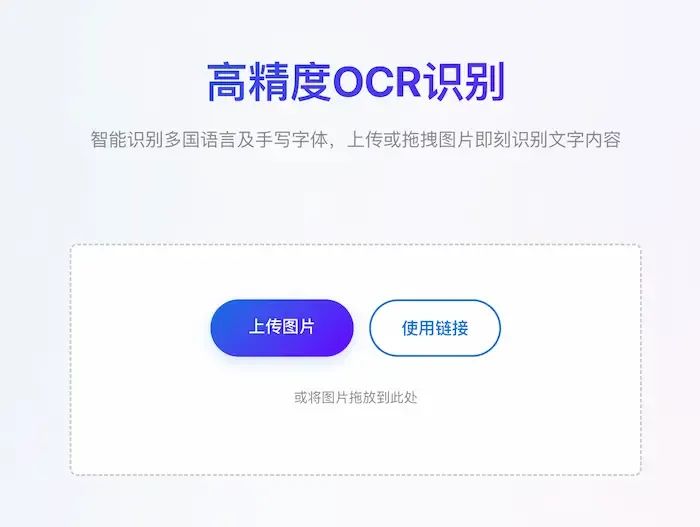 高精度OCR识别
智能识别多国语言及手写字体，上传或拖拽图片即刻识别文字内容
上传图片
使用链接
或将图片拖放到此处